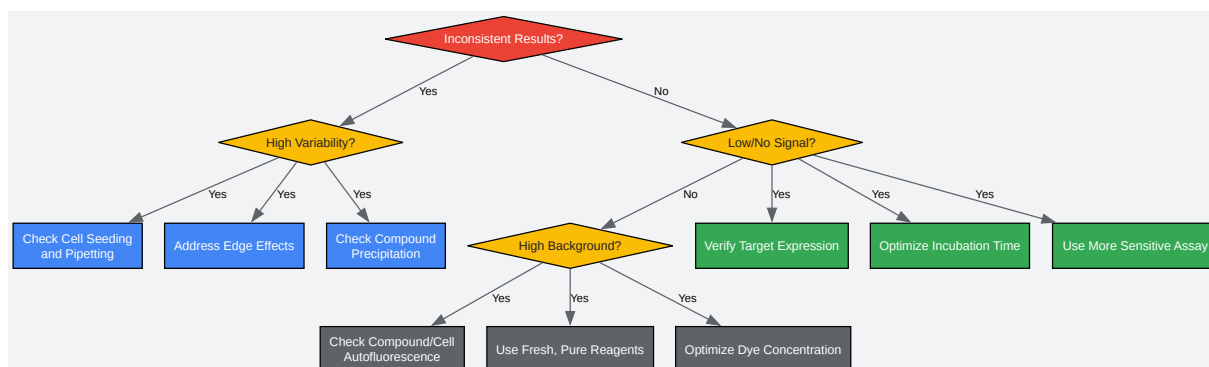 Inconsistent Results?
Yes
No
High Variability?
Low/No Signal?
Yes
Yes
Yes
No
Yes
Yes
Yes
Check Cell Seeding
and Pipetting
Address Edge Effects
Check Compound
Precipitation
High Background?
Verify Target Expression
Optimize Incubation Time
Use More Sensitive Assay
Yes
Yes
Yes
Check Compound/Cell
Autofluorescence
Use Fresh, Pure Reagents
Optimize Dye Concentration